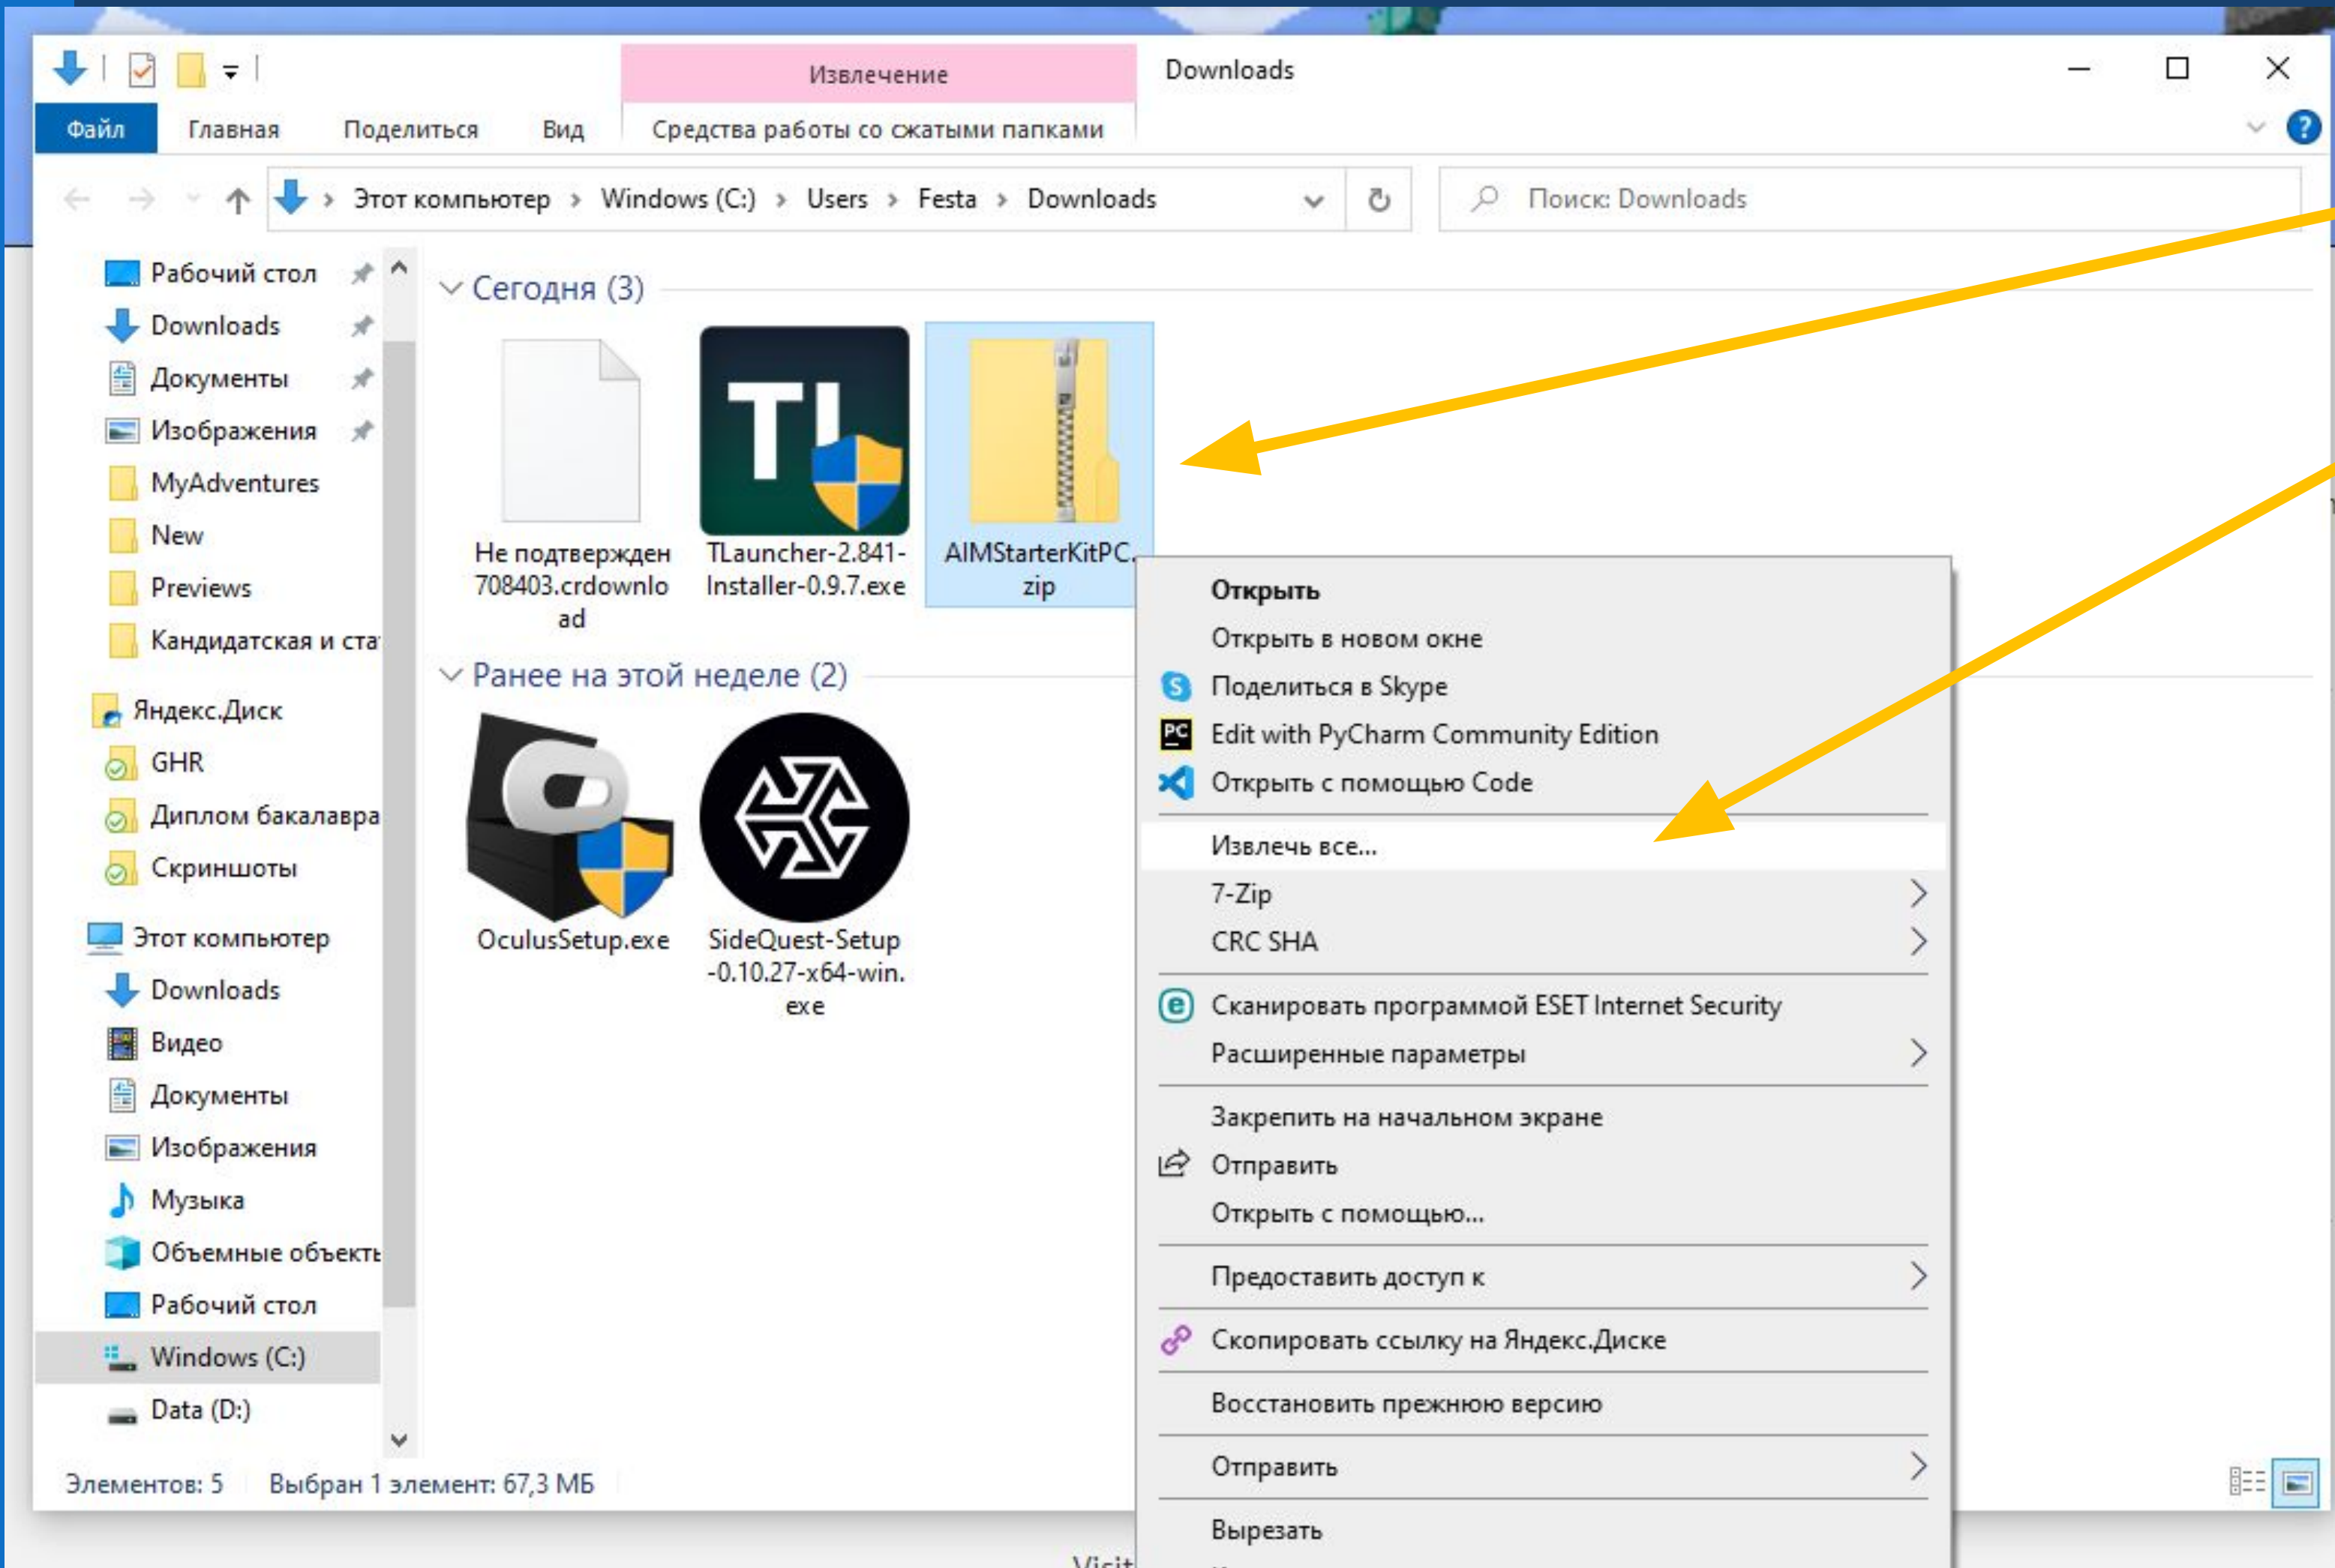 Извлечение
Downloads
Файл
Главная
Поделиться
Вид
Средства работы со сжатыми папками
Этот компьютер
Windows (C:)
Users
Festa
Downloads
Поиск: Downloads
Рабочий стол
Downloads
Документы
Изображения
MyAdventures
New
Previews
Кандидатская и ста
Яндекс.Диск
GHR
Диплом бакалавра
Скриншоты
Этот компьютер
Downloads
Видео
Документы
Изображения
Музыка
Объемные объекты
Рабочий стол
Windows (C:)
Data (D:)
Сегодня (3)
Не подтвержден
708403.crdownlo
ad
TLauncher-2.841-
Installer-0.9.7.exe
AIMStarterKitPC.
zip
Ранее на этой неделе (2)
OculusSetup.exe
SideQuest-Setup
-0.10.27-x64-win.
exe
Открыть
Открыть в новом окне
Поделиться в Skype
Edit with PyCharm Community Edition
Открыть с помощью Code
Извлечь все...
7-Zip
CRC SHA
Сканировать программой ESET Internet Security
Расширенные параметры
Закрепить на начальном экране
Отправить
Открыть с помощью...
Предоставить доступ к
Скопировать ссылку на Яндекс.Диске
Восстановить прежнюю версию
Отправить
Вырезать
Элементов: 5
Выбран 1 элемент: 67,3 МБ
Visit